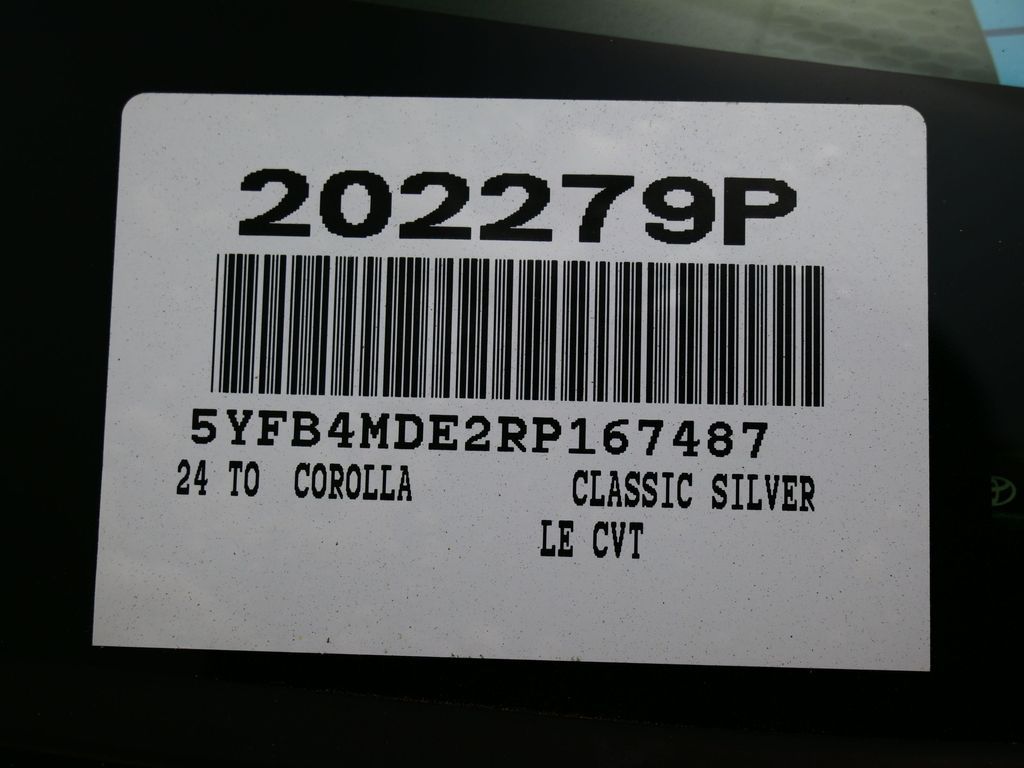 202279P
5YFB4MDE2RP167487
24 TO COROLLA CLASSIC SILVER
LE CVT